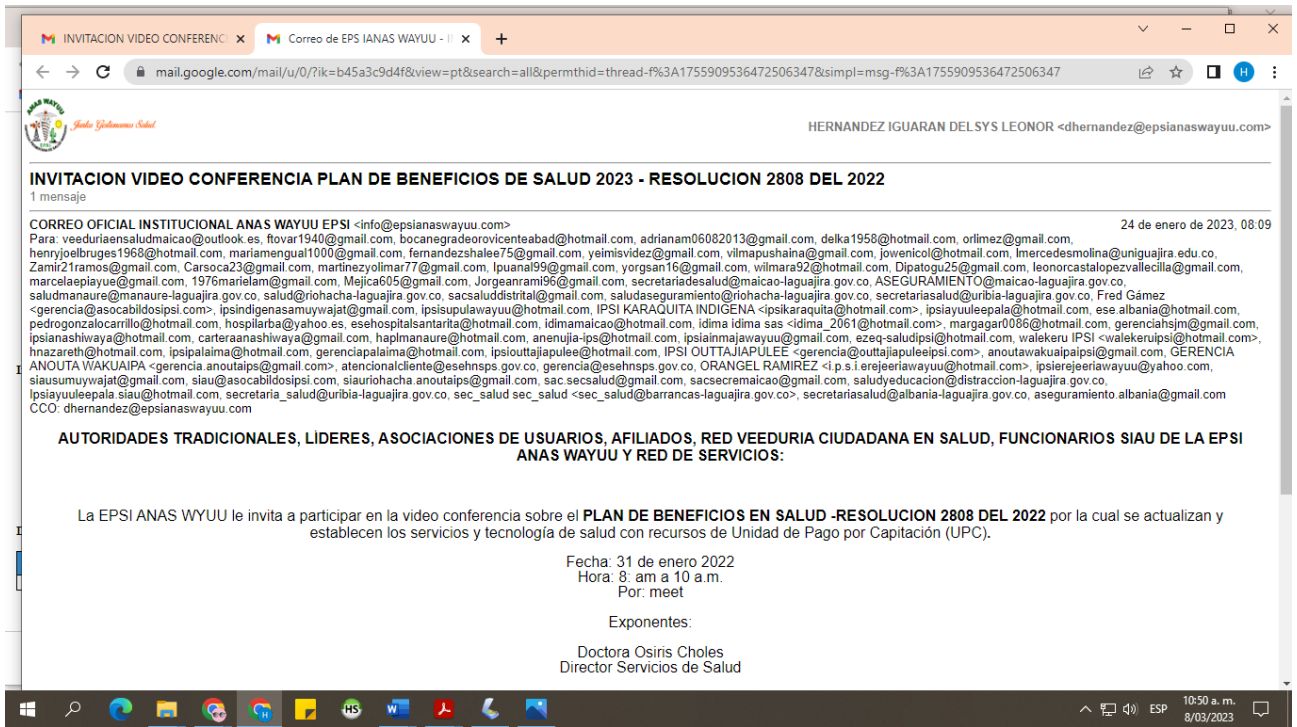 INVITACION VIDEO CONFERENC
Correo de EPS IANAS WAYUU - I
mail.google.com/mail/u/0/?ik=b45a3c9d4f&view=pt&search=all&permthid=thread-f%3A1755909536472506347&simpl=msg-f%3A1755909536472506347
H
ANAS WAYUU
EPSI
Juntos Gestionamos Salud.
HERNANDEZ IGUARAN DELSYS LEONOR <dhernandez@epsianaswayuu.com>
INVITACION VIDEO CONFERENCIA PLAN DE BENEFICIOS DE SALUD 2023 - RESOLUCION 2808 DEL 2022
1 mensaje
CORREO OFICIAL INSTITUCIONAL ANAS WAYUU EPSI <info@epsianaswayuu.com> 24 de enero de 2023, 08:09
Para: veeduriaensaludmaicao@outlook.es, ftovar1940@gmail.com, bocanegradeorovicenteabad@hotmail.com, adrianam06082013@gmail.com, delka1958@hotmail.com, orlimez@gmail.com,
henryjoelbruges1968@hotmail.com, mariamengual1000@gmail.com, fernandezshalee75@gmail.com, yeimisvidez@gmail.com, vilmapushaina@gmail.com, jowenicol@hotmail.com, lmercedesmolina@uniguajira.edu.co,
Zamir21ramos@gmail.com, Carsoca23@gmail.com, martinezyolimar77@gmail.com, lpuanal99@gmail.com, yorgsan16@gmail.com, wilmara92@hotmail.com, Dipatogu25@gmail.com, leonorcastalopezvallecilla@gmail.com,
marcelaepiayue@gmail.com, 1976marielam@gmail.com, Mejica605@gmail.com, Jorgeanrami96@gmail.com, secretariadesalud@maicao-laguajira.gov.co, ASEGURAMIENTO@maicao-laguajira.gov.co,
saludmanaure@manaure-laguajira.gov.co, salud@riohacha-laguajira.gov.co, sacsaluddistrital@gmail.com, saludaseguramiento@riohacha-laguajira.gov.co, secretariasalud@uribia-laguajira.gov.co, Fred Gámez
<gerencia@asocabildosipsi.com>, ipsindigenasamuywajat@gmail.com, ipsisupulawayuu@hotmail.com, IPSI KARAQUITA INDIGENA <ipsikaraquita@hotmail.com>, ipsiayuuleepala@hotmail.com, ese.albania@hotmail.com,
pedrogonzalocarrillo@hotmail.com, hospilarba@yahoo.es, esehospitalsantarita@hotmail.com, idimamaicao@hotmail.com, idima idima sas <idima_2061@hotmail.com>, margagar0086@hotmail.com, gerenciahsjm@gmail.com,
ipsianashiwaya@hotmail.com, carteraanashiwaya@gmail.com, haplmanaure@hotmail.com, anenujia-ips@hotmail.com, ipsiainmajawayuu@gmail.com, ezeq-saludipsi@hotmail.com, walekeru IPSI <walekeruipsi@hotmail.com>,
hnazareth@hotmail.com, ipsipalaima@hotmail.com, gerenciapalaima@hotmail.com, ipsiouttajiapulee@hotmail.com, IPSI OUTTAJIAPULEE <gerencia@outtajiapuleeipsi.com>, anoutawakuaipaipsi@gmail.com, GERENCIA
ANOUTA WAKUAIPA <gerencia.anoutaips@gmail.com>, atencionalcliente@esehnsps.gov.co, gerencia@esehnsps.gov.co, ORANGEL RAMIREZ <i.p.s.i.erejeeriawayuu@hotmail.com>, ipsierejeeriawayuu@yahoo.com,
siausumuywajat@gmail.com, siau@asocabildosipsi.com, siauriohacha.anoutaips@gmail.com, sac.secsalud@gmail.com, sacsecremaicao@gmail.com, saludyeducacion@distraccion-laguajira.gov.co,
Ipsiayuuleepala.siau@hotmail.com, secretaria_salud@uribia-laguajira.gov.co, sec_salud sec_salud <sec_salud@barrancas-laguajira.gov.co>, secretariasalud@albania-laguajira.gov.co, aseguramiento.albania@gmail.com
CCO: dhernandez@epsianaswayuu.com
AUTORIDADES TRADICIONALES, LÌDERES, ASOCIACIONES DE USUARIOS, AFILIADOS, RED VEEDURIA CIUDADANA EN SALUD, FUNCIONARIOS SIAU DE LA EPSI
ANAS WAYUU Y RED DE SERVICIOS:
La EPSI ANAS WYUU le invita a participar en la video conferencia sobre el PLAN DE BENEFICIOS EN SALUD -RESOLUCION 2808 DEL 2022 por la cual se actualizan y
establecen los servicios y tecnología de salud con recursos de Unidad de Pago por Capitación (UPC).
Fecha: 31 de enero 2022
Hora: 8: am a 10 a.m.
Por: meet
Exponentes:
Doctora Osiris Choles
Director Servicios de Salud
HS
ESP
10:50 a. m.
8/03/2023